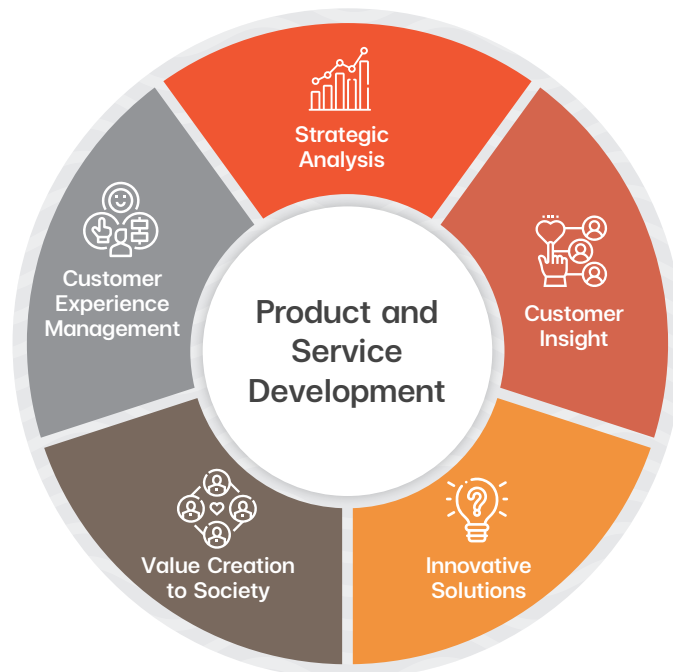 Strategic
Analysis
Customer
Insight
Innovative
Solutions
Value Creation
to Society
Customer
Experience
Management
Product and
Service
Development